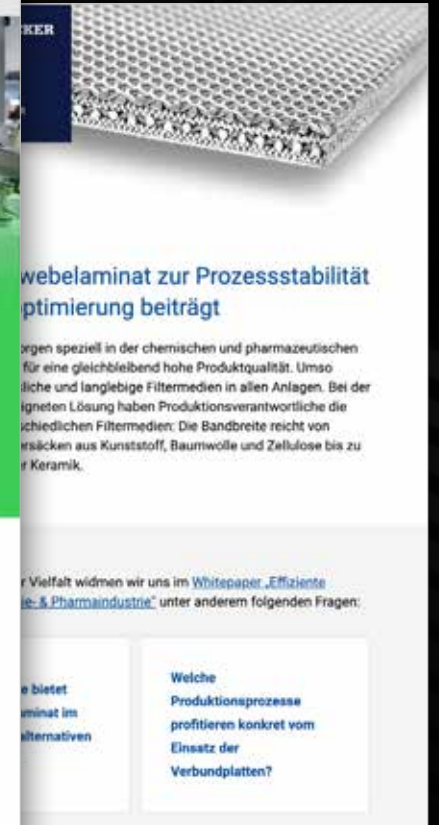 KER
webelaminat zur Prozessstabilität
ptimierung beiträgt
orgen speziell in der chemischen und pharmazeutischen
für eine gleichbleibend hohe Produktqualität. Umso
liche und langlebige Filtermedien in allen Anlagen. Bei der
igneten Lösung haben Produktionsverantwortliche die
schiedlichen Filtermedien: Die Bandbreite reicht von
ersäcken aus Kunststoff, Baumwolle und Zellulose bis zu
r Keramik.
r Vielfalt widmen wir uns im Whitepaper „Effiziente
ie- & Pharmaindustrie" unter anderem folgenden Fragen:
e bietet
minat im
alternativen
Welche
Produktionsprozesse
profitieren konkret vom
Einsatz der
Verbundplatten?